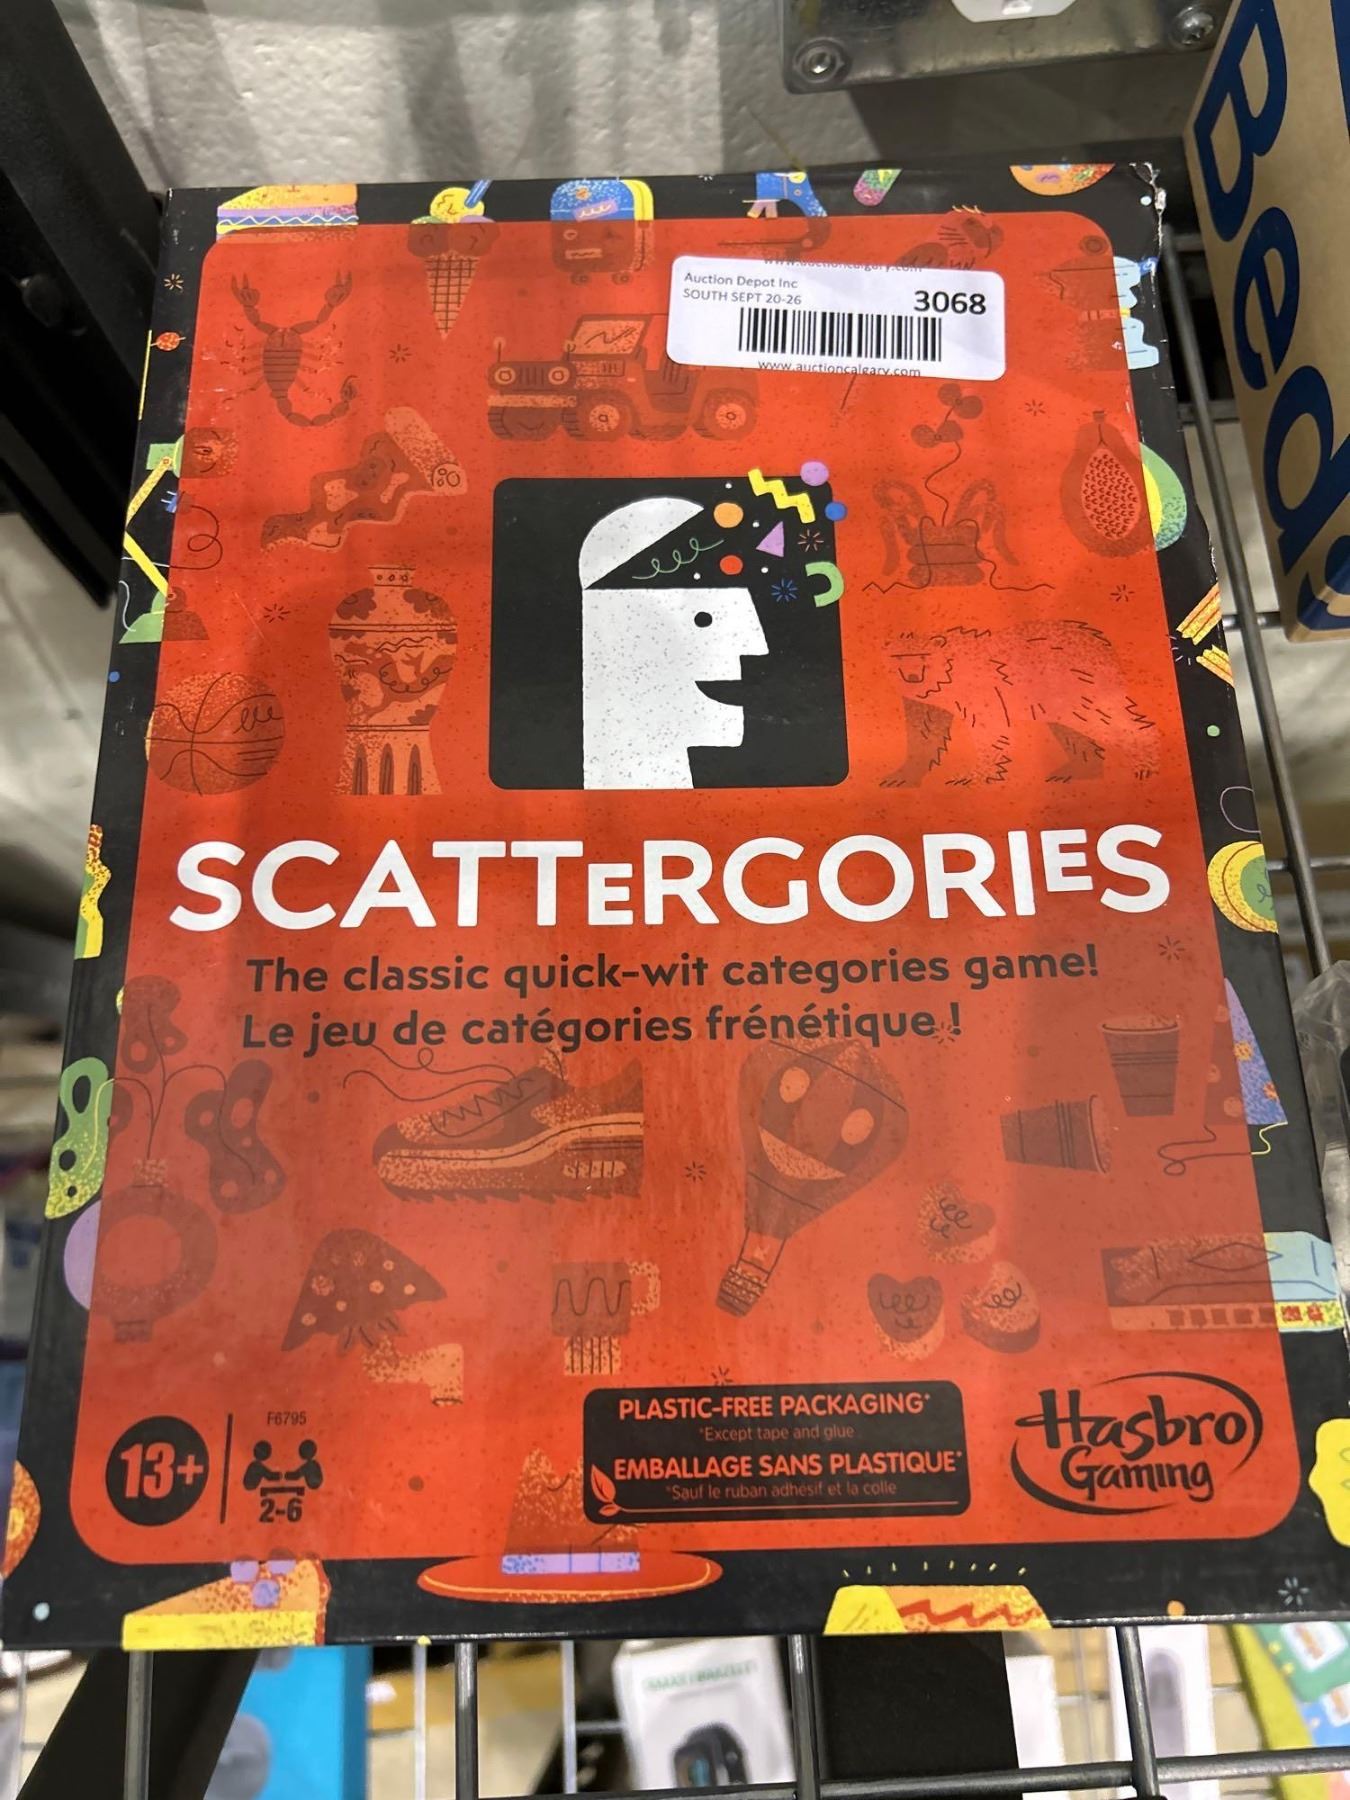 Auction Depot Inc
SOUTH SEPT 20-26
3068
www.auctioncalgary.com
SCATTERGORIES
The classic quick-wit categories game!
Le jeu de catégories frénétique !
13+
F6795
2-6
PLASTIC-FREE PACKAGING*
*Except tape and glue
EMBALLAGE SANS PLASTIQUE*
*Sauf le ruban adhésif et la colle
Hasbro
Gaming